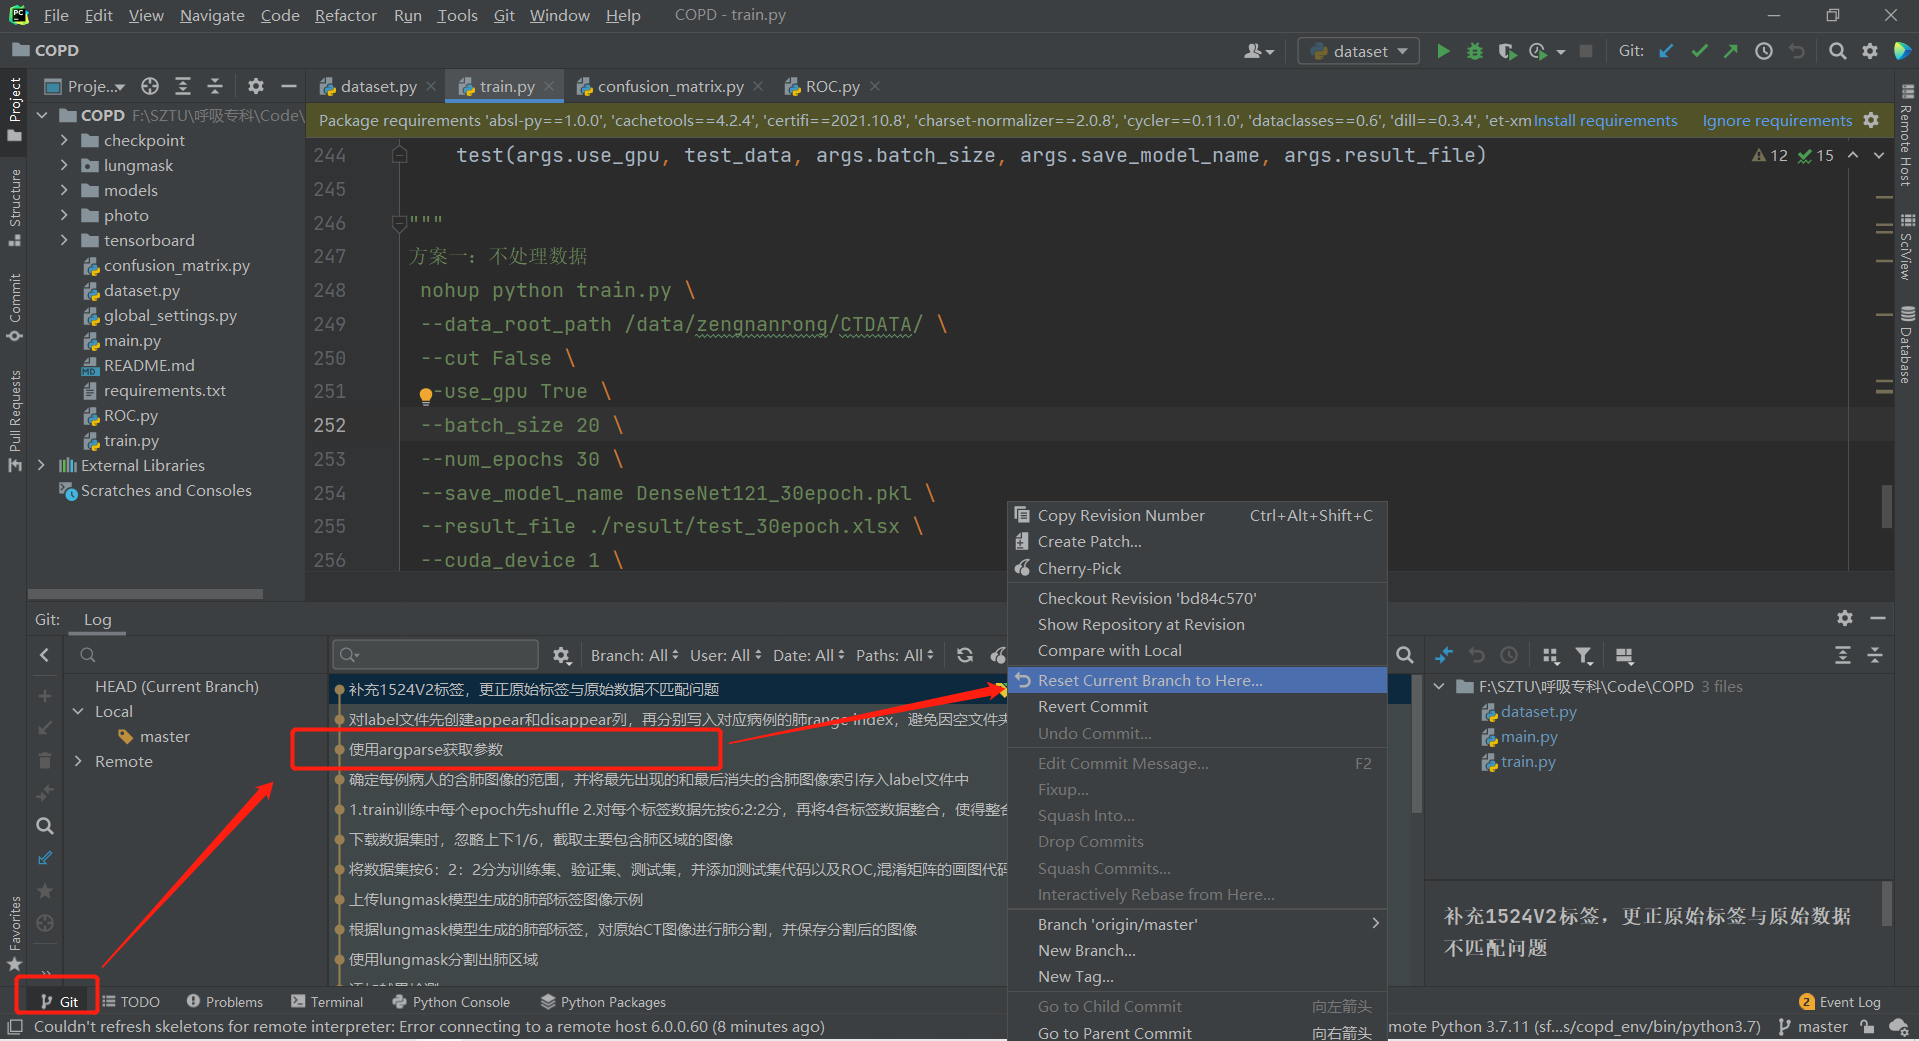 File Edit View Navigate Code Refactor Run Tools Git Window Help COPD - train.py
COPD
dataset
Git:
Proje...
dataset.py
train.py
confusion_matrix.py
ROC.py
Project
Structure
Commit
Pull Requests
Favorites
COPD F:\SZTU\呼吸专科\Code\
checkpoint
lungmask
models
photo
tensorboard
confusion_matrix.py
dataset.py
global_settings.py
main.py
README.md
requirements.txt
ROC.py
train.py
External Libraries
Scratches and Consoles
Package requirements 'absl-py==1.0.0', 'cachetools==4.2.4', 'certifi==2021.10.8', 'charset-normalizer==2.0.8', 'cycler==0.11.0', 'dataclasses==0.6', 'dill==0.3.4', 'et-xm Install requirements Ignore requirements
12 15
244 test(args.use_gpu, test_data, args.batch_size, args.save_model_name, args.result_file)
245
246 """
247 方案一：不处理数据
248 nohup python train.py \
249 --data_root_path /data/zengnanrong/CTDATA/ \
250 --cut False \
251 --use_gpu True \
252 --batch_size 20 \
253 --num_epochs 30 \
254 --save_model_name DenseNet121_30epoch.pkl \
255 --result_file ./result/test_30epoch.xlsx \
256 --cuda_device 1 \
Remote Host
SciView
Database
Git: Log
HEAD (Current Branch)
Local
master
Remote
Branch: All User: All Date: All Paths: All
补充1524V2标签，更正原始标签与原始数据不匹配问题
对label文件先创建appear和disappear列，再分别写入对应病例的肺range index，避免因空文件夹
使用argparse获取参数
确定每例病人的含肺图像的范围，并将最先出现的和最后消失的含肺图像索引存入label文件中
1.train训练中每个epoch先shuffle 2.对每个标签数据先按6:2:2分，再将4各标签数据整合，使得整合
下载数据集时，忽略上下1/6，截取主要包含肺区域的图像
将数据集按6：2：2分为训练集、验证集、测试集，并添加测试集代码以及ROC,混淆矩阵的画图代码
上传lungmask模型生成的肺部标签图像示例
根据lungmask模型生成的肺部标签，对原始CT图像进行肺分割，并保存分割后的图像
使用lungmask分割出肺区域
Copy Revision Number Ctrl+Alt+Shift+C
Create Patch...
Cherry-Pick
Checkout Revision 'bd84c570'
Show Repository at Revision
Compare with Local
Reset Current Branch to Here...
Revert Commit
Undo Commit...
Edit Commit Message... F2
Fixup...
Squash Into...
Drop Commits
Squash Commits...
Interactively Rebase from Here...
Branch 'origin/master'
New Branch...
New Tag...
Go to Child Commit 向左箭头
Go to Parent Commit 向右箭头
F:\SZTU\呼吸专科\Code\COPD 3 files
dataset.py
main.py
train.py
补充1524V2标签，更正原始标签与原始数据
不匹配问题
Git TODO Problems Terminal Python Console Python Packages
2 Event Log
Couldn't refresh skeletons for remote interpreter: Error connecting to a remote host 6.0.0.60 (8 minutes ago)
mote Python 3.7.11 (sf...s/copd_env/bin/python3.7) master